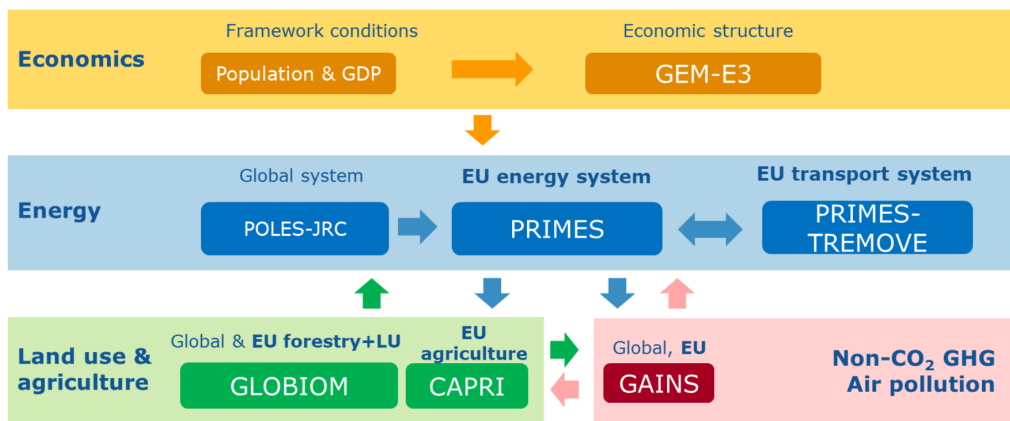 Framework conditions
Economic structure
Economics
Population & GDP
GEM-E3
Global system
EU energy system
EU transport system
Energy
POLES-JRC
PRIMES
PRIMES-
TREMOVE
Land use &
agriculture
Global & EU forestry+LU
EU
agriculture
GLOBIOM
CAPRI
Global, EU
GAINS
Non-CO₂ GHG
Air pollution